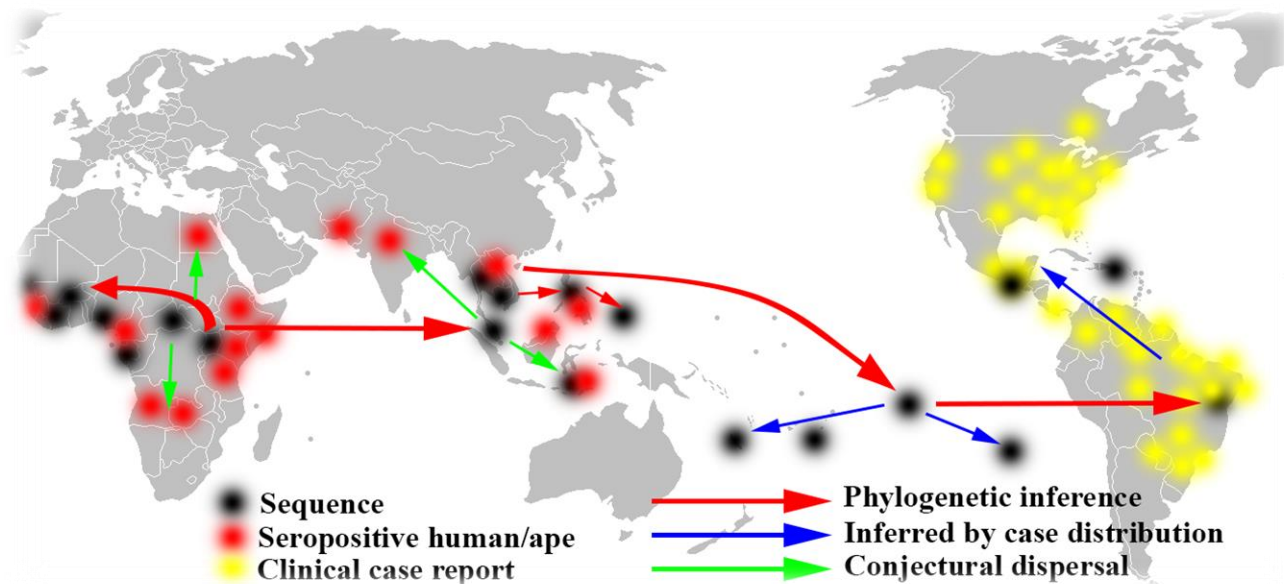 Sequence
Seropositive human/ape
Clinical case report
Phylogenetic inference
Inferred by case distribution
Conjectural dispersal